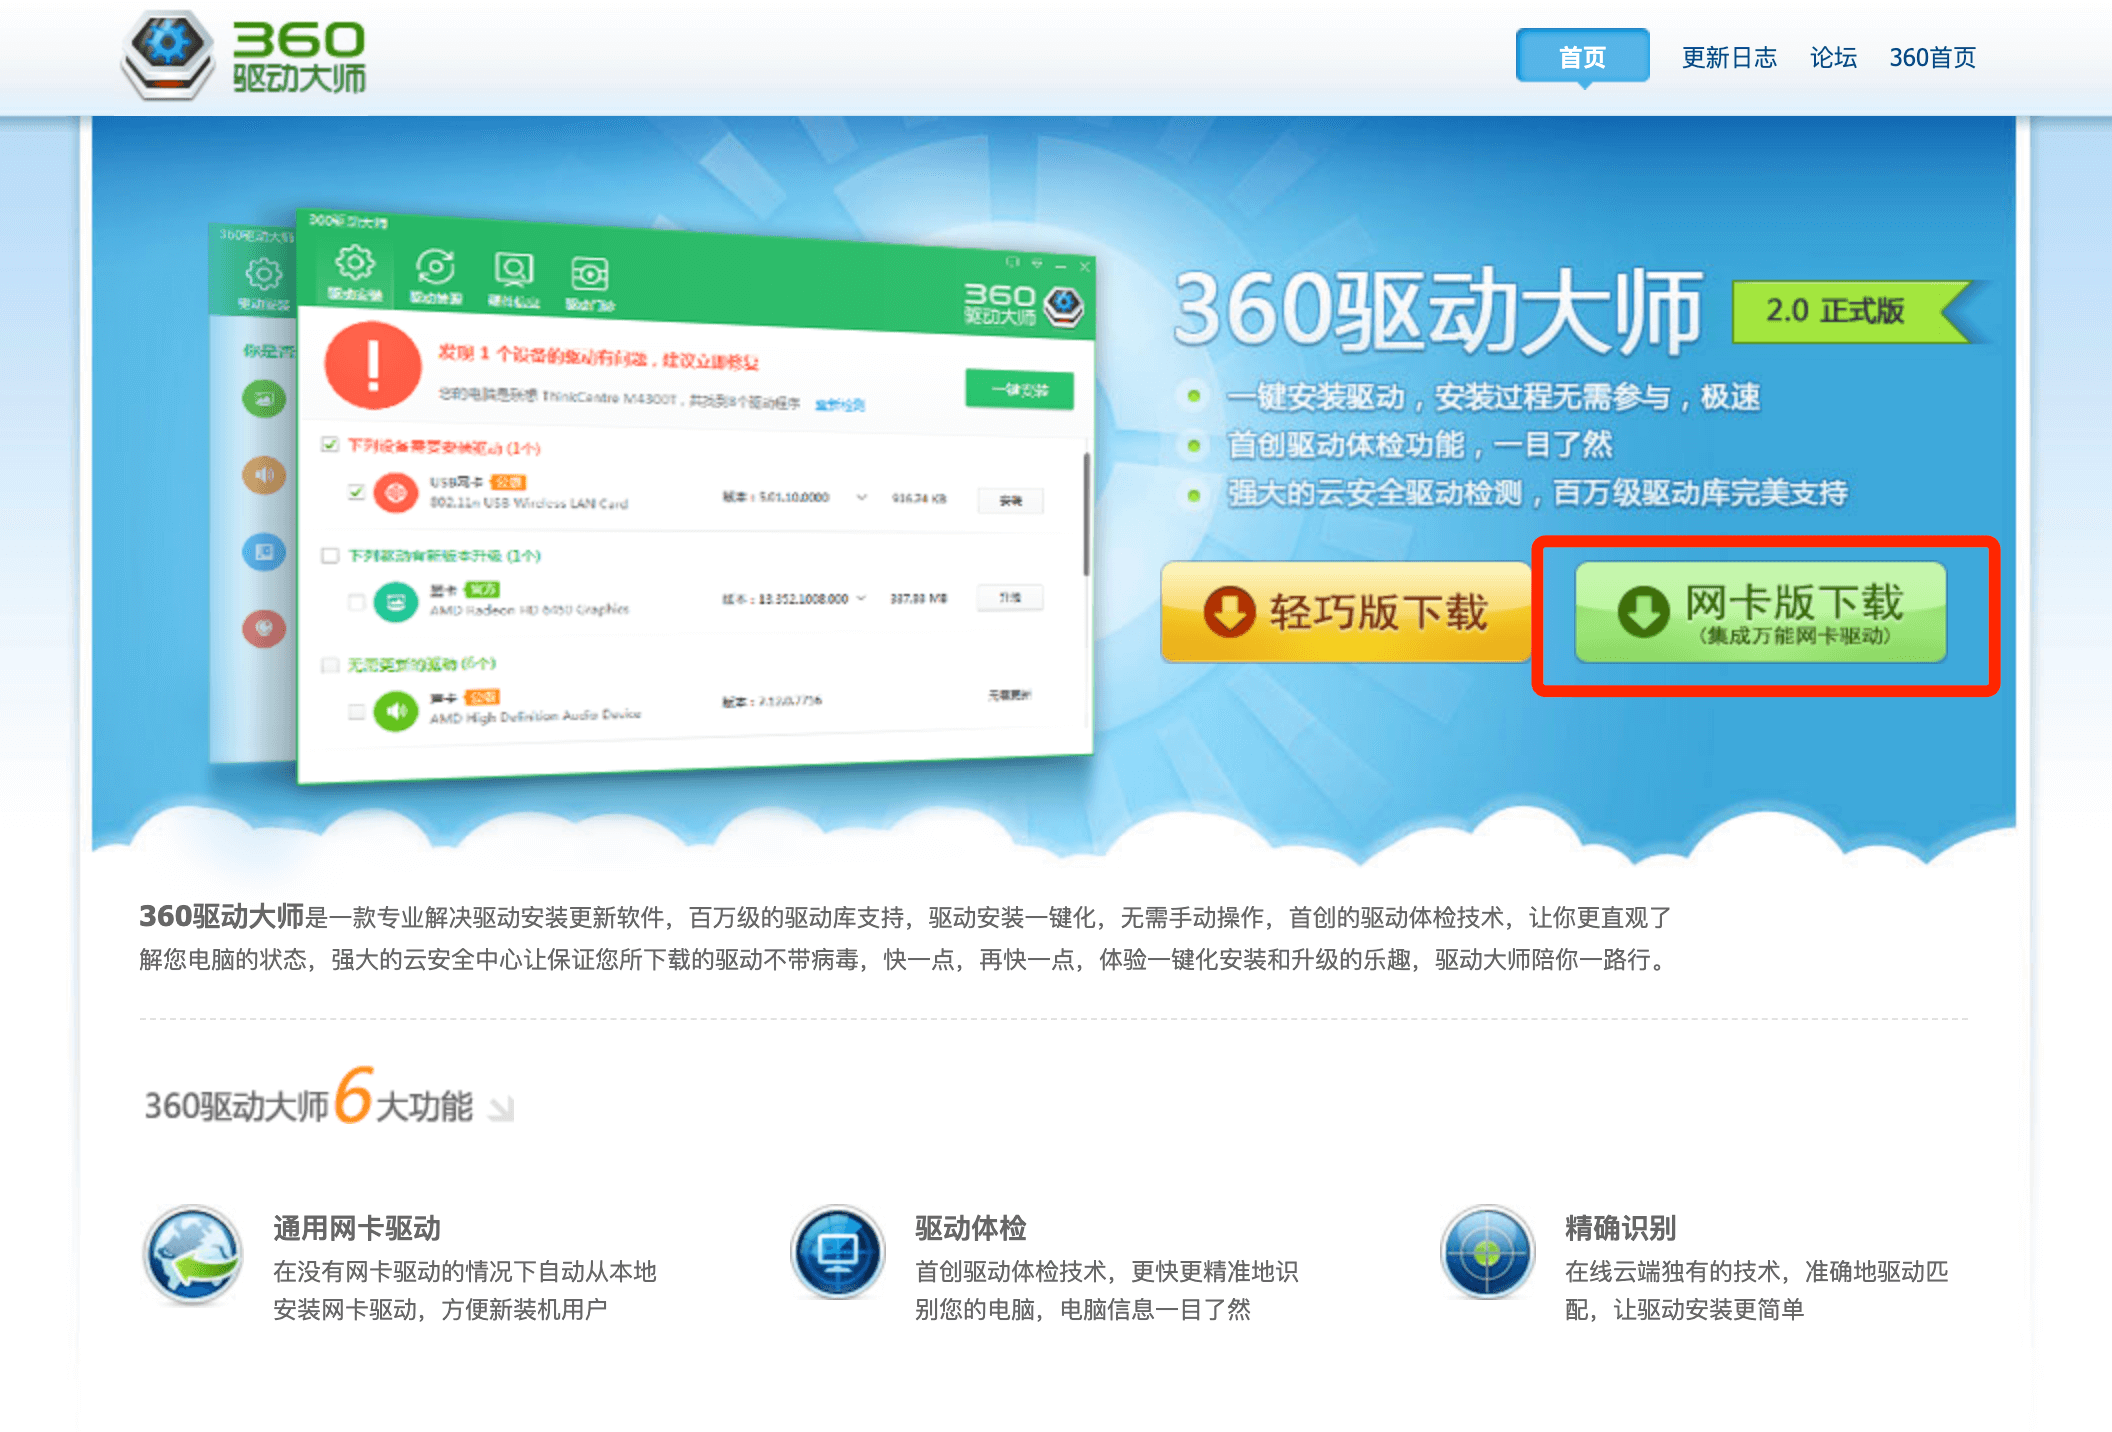 360
驱动大师
首页
更新日志
论坛
360首页
360驱动大师
360驱动大师
驱动安装
驱动管理
驱动门诊
360
驱动大师
发现 1 个设备的驱动有问题，建议立即修复
您的电脑是联想 ThinkCentre M4300T，共找到8个驱动程序 重新检测
一键安装
你是否
下列设备需要安装驱动 (1个)
USB网卡 公版
802.11n USB Wireless LAN Card
版本：5.01.10.0000
916.24 KB
安装
下列驱动有新版本升级 (1个)
显卡 官方
AMD Radeon HD 6450 Graphics
版本：13.352.1008.000
升级
无需更新的驱动 (6个)
声卡 公版
AMD High Definition Audio Device
版本：7.12.0.7716
无需更新
360驱动大师
2.0 正式版
一键安装驱动，安装过程无需参与，极速
首创驱动体检功能，一目了然
强大的云安全驱动检测，百万级驱动库完美支持
轻巧版下载
网卡版下载
（集成万能网卡驱动）
360驱动大师是一款专业解决驱动安装更新软件，百万级的驱动库支持，驱动安装一键化，无需手动操作，首创的驱动体检技术，让你更直观了
解您电脑的状态，强大的云安全中心让保证您所下载的驱动不带病毒，快一点，再快一点，体验一键化安装和升级的乐趣，驱动大师陪你一路行。
360驱动大师6大功能
通用网卡驱动
在没有网卡驱动的情况下自动从本地
安装网卡驱动，方便新装机用户
驱动体检
首创驱动体检技术，更快更精准地识
别您的电脑，电脑信息一目了然
精确识别
在线云端独有的技术，准确地驱动匹
配，让驱动安装更简单